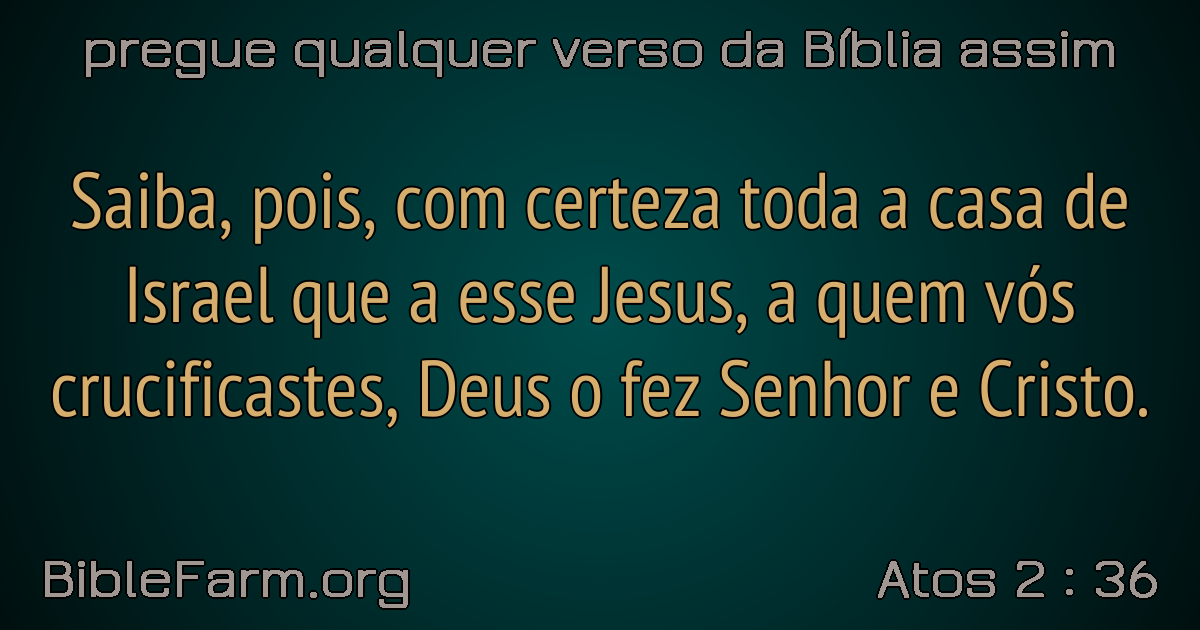 pregue qualquer verso da Bíblia assim
Saiba, pois, com certeza toda a casa de
Israel que a esse Jesus, a quem vós
crucificastes, Deus o fez Senhor e Cristo.
BibleFarm.org
Atos 2 : 36